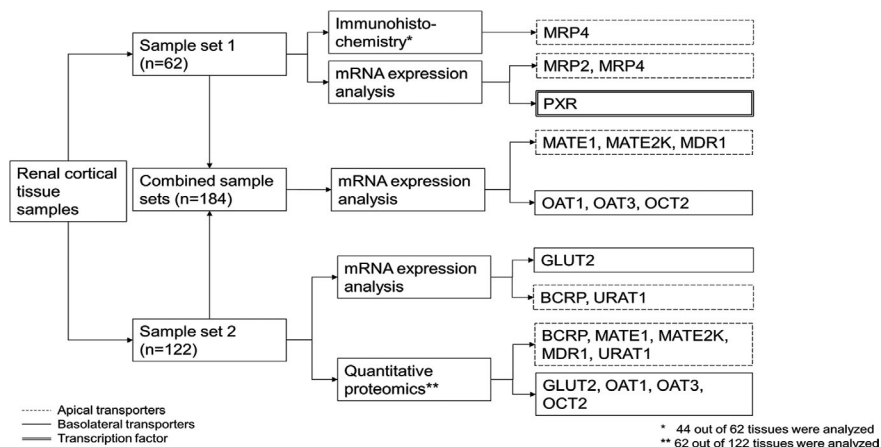 Renal cortical
tissue
samples
Sample set 1
(n=62)
Combined sample
sets (n=184)
Sample set 2
(n=122)
Immunohisto-
chemistry*
mRNA expression
analysis
mRNA expression
analysis
mRNA expression
analysis
Quantitative
proteomics**
MRP4
MRP2, MRP4
PXR
MATE1, MATE2K, MDR1
OAT1, OAT3, OCT2
GLUT2
BCRP, URAT1
BCRP, MATE1, MATE2K,
MDR1, URAT1
GLUT2, OAT1, OAT3,
OCT2
Apical transporters
Basolateral transporters
Transcription factor
* 44 out of 62 tissues were analyzed
** 62 out of 122 tissues were analyzed